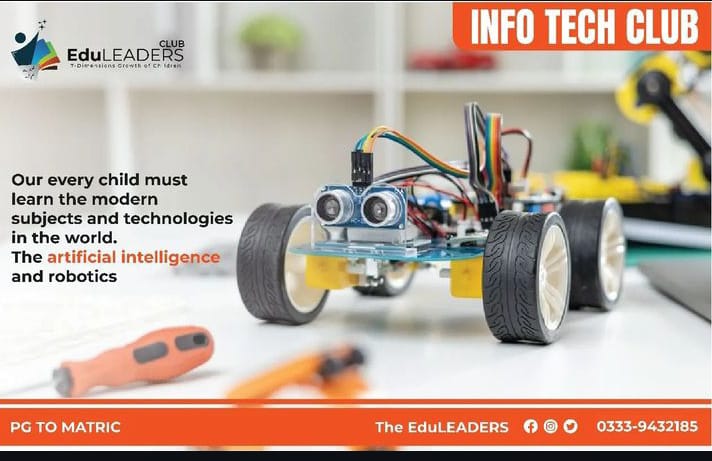 INFO TECH CLUB
CLUB
EduLEADERS
7-Dimensions Growth of Children
Our every child must
learn the modern
subjects and technologies
in the world.
The artificial intelligence
and robotics
PG TO MATRIC
The EduLEADERS
0333-9432185